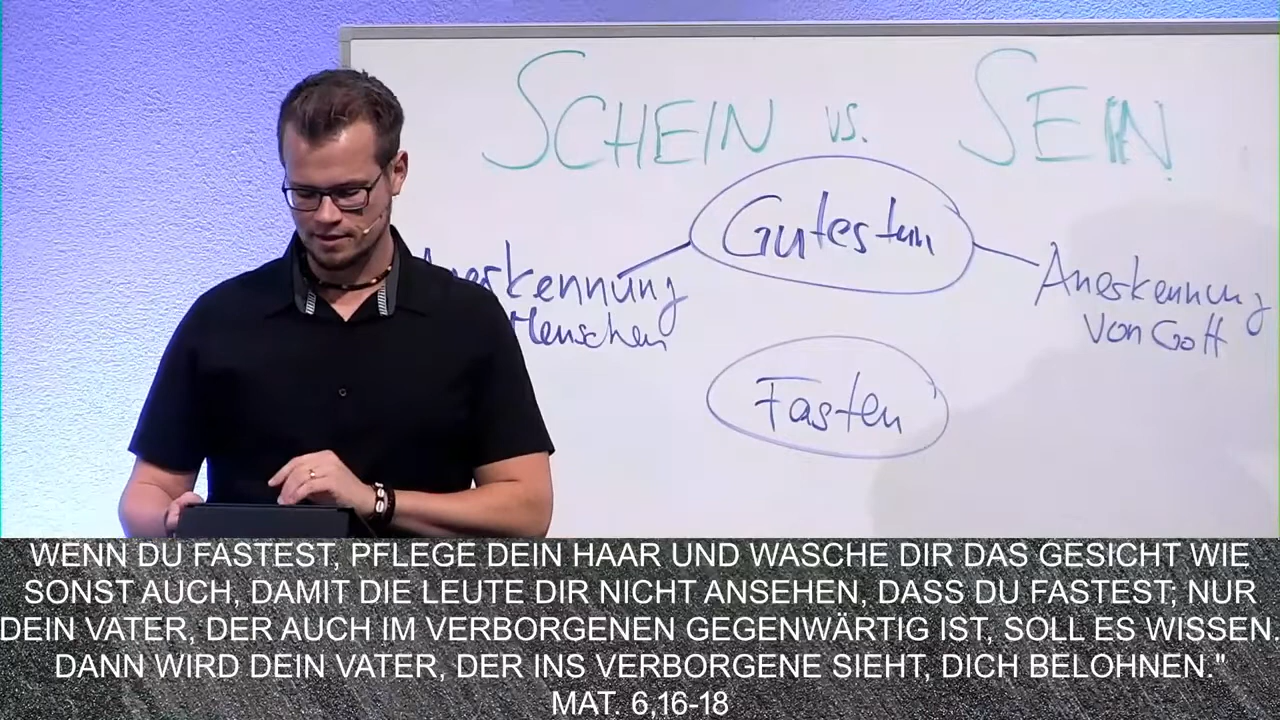 SCHEIN vs. SEIN
Gutes tun
Anerkennung
Menschen
Anerkennung
von Gott
Fasten
WENN DU FASTEST, PFLEGE DEIN HAAR UND WASCHE DIR DAS GESICHT WIE
SONST AUCH, DAMIT DIE LEUTE DIR NICHT ANSEHEN, DASS DU FASTEST; NUR
DEIN VATER, DER AUCH IM VERBORGENEN GEGENWÄRTIG IST, SOLL ES WISSEN.
DANN WIRD DEIN VATER, DER INS VERBORGENE SIEHT, DICH BELOHNEN."
MAT. 6,16-18